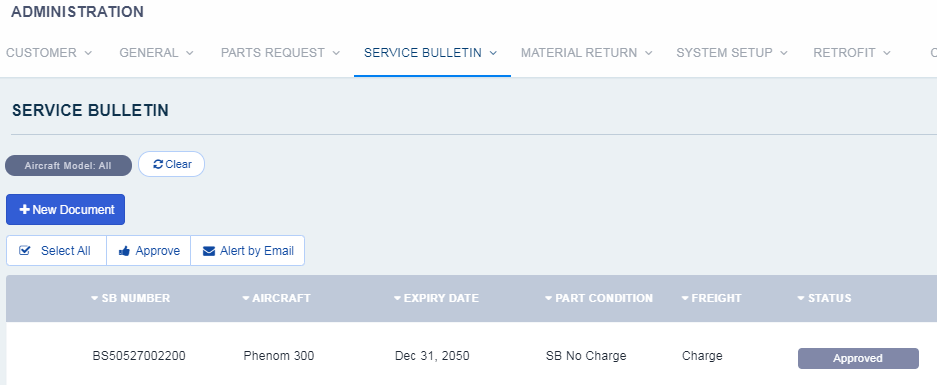 ADMINISTRATION
CUSTOMER GENERAL PARTS REQUEST SERVICE BULLETIN MATERIAL RETURN SYSTEM SETUP RETROFIT
SERVICE BULLETIN
Aircraft Model: All Clear
New Document
Select All Approve Alert by Email
SB NUMBER AIRCRAFT EXPIRY DATE PART CONDITION FREIGHT STATUS
BS50527002200 Phenom 300 Dec 31, 2050 SB No Charge Charge Approved